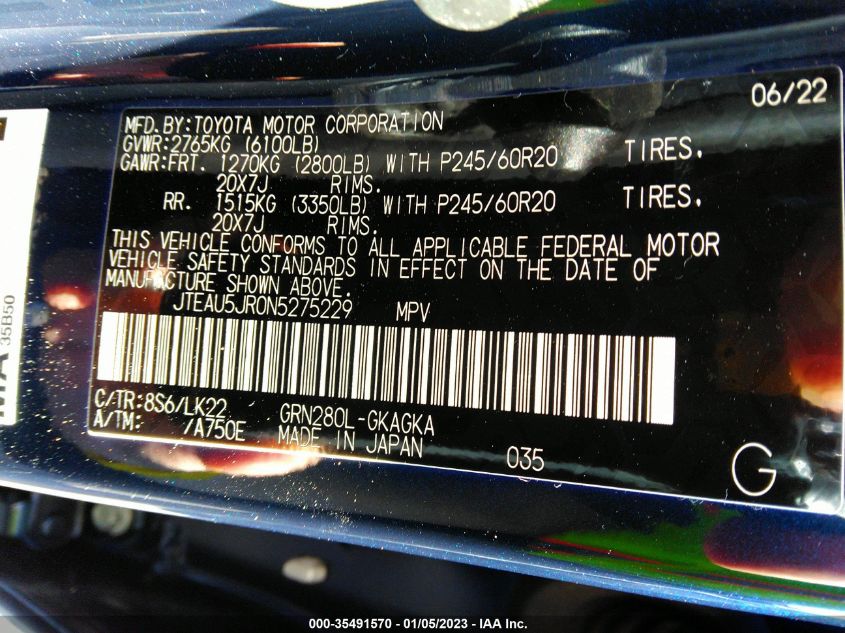 06/22
MFD. BY:TOYOTA MOTOR CORPORATION
GVWR:2765KG (6100LB)
GAWR:FRT. 1270KG (2800LB) WITH P245/60R20 TIRES.
20X7J RIMS.
RR. 1515KG (3350LB) WITH P245/60R20 TIRES.
20X7J RIMS.
THIS VEHICLE CONFORMS TO ALL APPLICABLE FEDERAL MOTOR
VEHICLE SAFETY STANDARDS IN EFFECT ON THE DATE OF
MANUFACTURE SHOWN ABOVE.
JTEAU5JR0N5275229 MPV
C/TR:8S6/LK22 GRN280L-GKAGKA
A/TM: /A750E MADE IN JAPAN
035
G
35B50
000-35491570 — 01/05/2023 — IAA Inc.